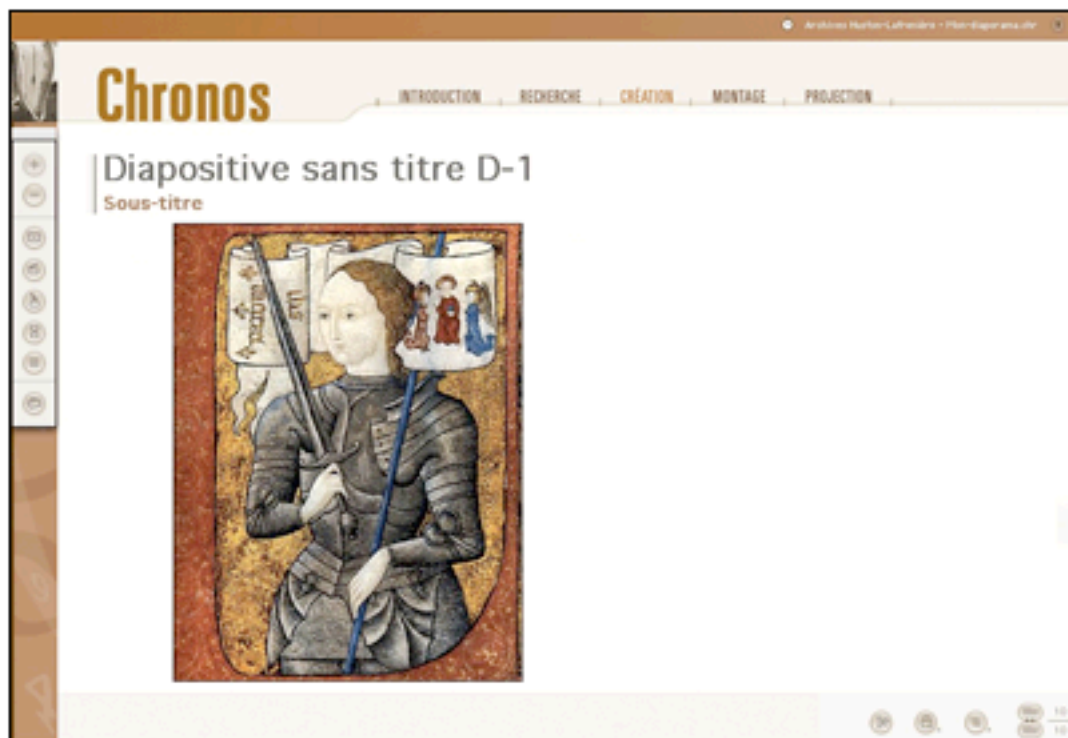 Chronos
INTRODUCTION
RECHERCHE
CRÉATION
MONTAGE
PROJECTION
Diapositive sans titre D-1
Sous-titre